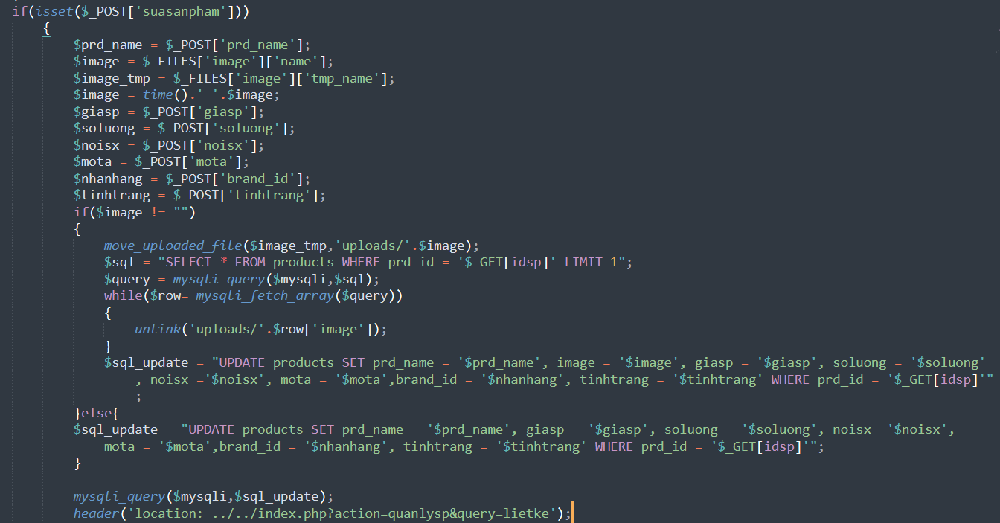 if(isset($_POST['suasanpham']))
{
$prd_name = $_POST['prd_name'];
$image = $_FILES['image']['name'];
$image_tmp = $_FILES['image']['tmp_name'];
$image = time().' '.$image;
$giasp = $_POST['giasp'];
$soluong = $_POST['soluong'];
$noisx = $_POST['noisx'];
$mota = $_POST['mota'];
$nhanhang = $_POST['brand_id'];
$tinhtrang = $_POST['tinhtrang'];
if($image != "")
{
move_uploaded_file($image_tmp,'uploads/'.$image);
$sql = "SELECT * FROM products WHERE prd_id = '$_GET[idsp]' LIMIT 1";
$query = mysqli_query($mysqli,$sql);
while($row= mysqli_fetch_array($query))
{
unlink('uploads/'.$row['image']);
}
$sql_update = "UPDATE products SET prd_name = '$prd_name', image = '$image', giasp = '$giasp', soluong = '$soluong'
, noisx ='$noisx', mota = '$mota',brand_id = '$nhanhang', tinhtrang = '$tinhtrang' WHERE prd_id = '$_GET[idsp]'"
;
}else{
$sql_update = "UPDATE products SET prd_name = '$prd_name', giasp = '$giasp', soluong = '$soluong', noisx ='$noisx',
mota = '$mota',brand_id = '$nhanhang', tinhtrang = '$tinhtrang' WHERE prd_id = '$_GET[idsp]'";
}
mysqli_query($mysqli,$sql_update);
header('location: ../../index.php?action=quanlysp&query=lietke');